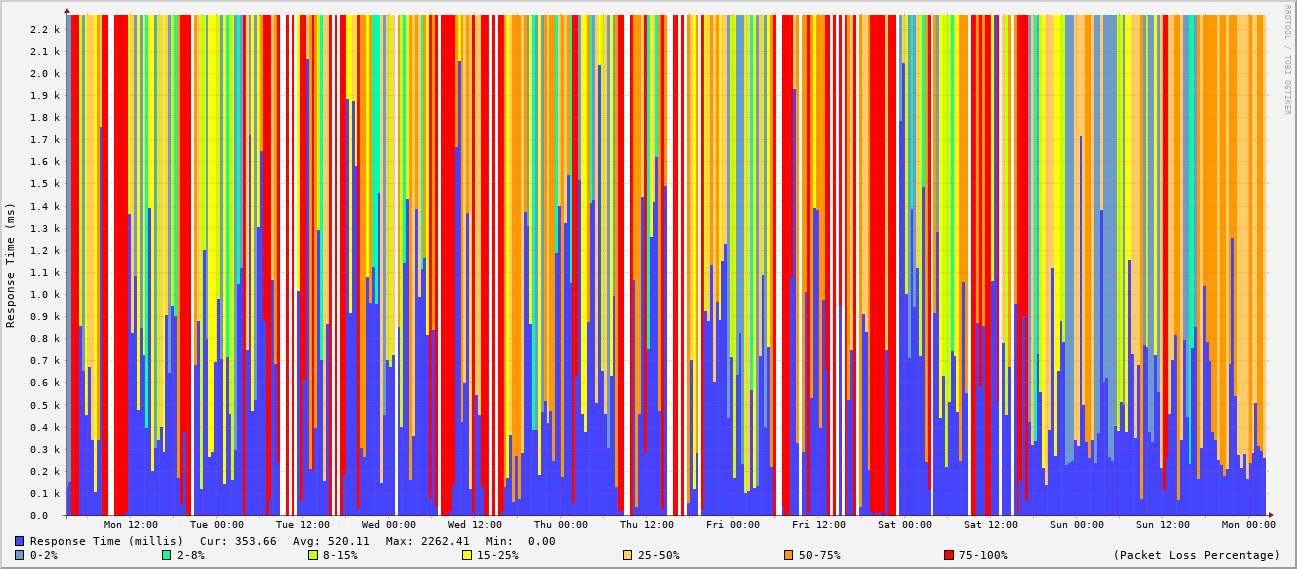 RRDTOOL / TOBI OETIKER
Response Time (ms)
2.2 k
2.1 k
2.0 k
1.9 k
1.8 k
1.7 k
1.6 k
1.5 k
1.4 k
1.3 k
1.2 k
1.1 k
1.0 k
0.9 k
0.8 k
0.7 k
0.6 k
0.5 k
0.4 k
0.3 k
0.2 k
0.1 k
0.0
Mon 12:00 Tue 00:00 Tue 12:00 Wed 00:00 Wed 12:00 Thu 00:00 Thu 12:00 Fri 00:00 Fri 12:00 Sat 00:00 Sat 12:00 Sun 00:00 Sun 12:00 Mon 00:00
Response Time (millis) Cur: 353.66 Avg: 520.11 Max: 2262.41 Min: 0.00
0-2% 2-8% 8-15% 15-25% 25-50% 50-75% 75-100% (Packet Loss Percentage)